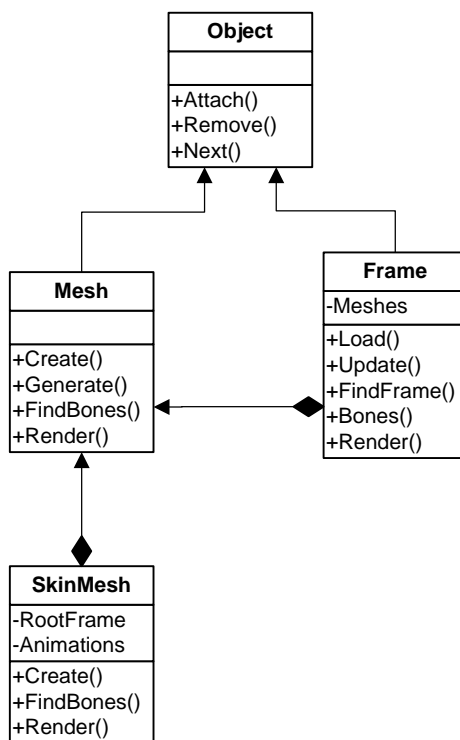 Object
+Attach()
+Remove()
+Next()
Mesh
+Create()
+Generate()
+FindBones()
+Render()
Frame
-Meshes
+Load()
+Update()
+FindFrame()
+Bones()
+Render()
SkinMesh
-RootFrame
-Animations
+Create()
+FindBones()
+Render()